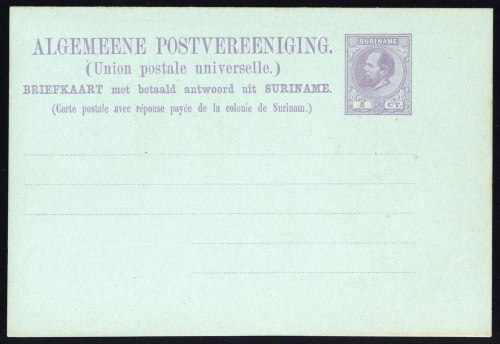 ALGEMEENE POSTVEREENIGING.
(Union postale universelle.)
BRIEFKAART met betaald antwoord uit SURINAME.
(Carte postale avec réponse payée de la colonie de Surinam.)
SURINAME
5 CT.